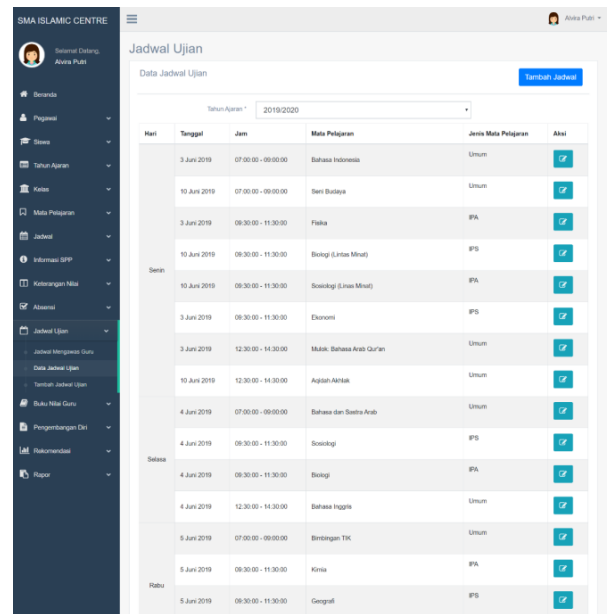 SMA ISLAMIC CENTRE
Alvira Putri
Selamat Datang,
Alvira Putri
Beranda
Pegawai
Siswa
Tahun Ajaran
Kelas
Mata Pelajaran
Jadwal
Informasi SPP
Keterangan Nilai
Absensi
Jadwal Ujian
Jadwal Mengawas Guru
Data Jadwal Ujian
Tambah Jadwal Ujian
Buku Nilai Guru
Pengembangan Diri
Rekomendasi
Rapor
Jadwal Ujian
Data Jadwal Ujian
Tambah Jadwal
Tahun Ajaran * 2019/2020
Hari Tanggal Jam Mata Pelajaran Jenis Mata Pelajaran Aksi
Senin
3 Juni 2019 07:00:00 - 09:00:00 Bahasa Indonesia Umum
10 Juni 2019 07:00:00 - 09:00:00 Seni Budaya Umum
3 Juni 2019 09:30:00 - 11:30:00 Fisika IPA
10 Juni 2019 09:30:00 - 11:30:00 Biologi (Lintas Minat) IPS
10 Juni 2019 09:30:00 - 11:30:00 Sosiologi (Linas Minat) IPA
3 Juni 2019 09:30:00 - 11:30:00 Ekonomi IPS
3 Juni 2019 12:30:00 - 14:30:00 Mulok: Bahasa Arab Qur'an Umum
10 Juni 2019 12:30:00 - 14:30:00 Aqidah Akhlak Umum
Selasa
4 Juni 2019 07:00:00 - 09:00:00 Bahasa dan Sastra Arab Umum
4 Juni 2019 09:30:00 - 11:30:00 Sosiologi IPS
4 Juni 2019 09:30:00 - 11:30:00 Biologi IPA
4 Juni 2019 12:30:00 - 14:30:00 Bahasa Inggris Umum
Rabu
5 Juni 2019 07:00:00 - 09:00:00 Bimbingan TIK Umum
5 Juni 2019 09:30:00 - 11:30:00 Kimia IPA
5 Juni 2019 09:30:00 - 11:30:00 Geografi IPS